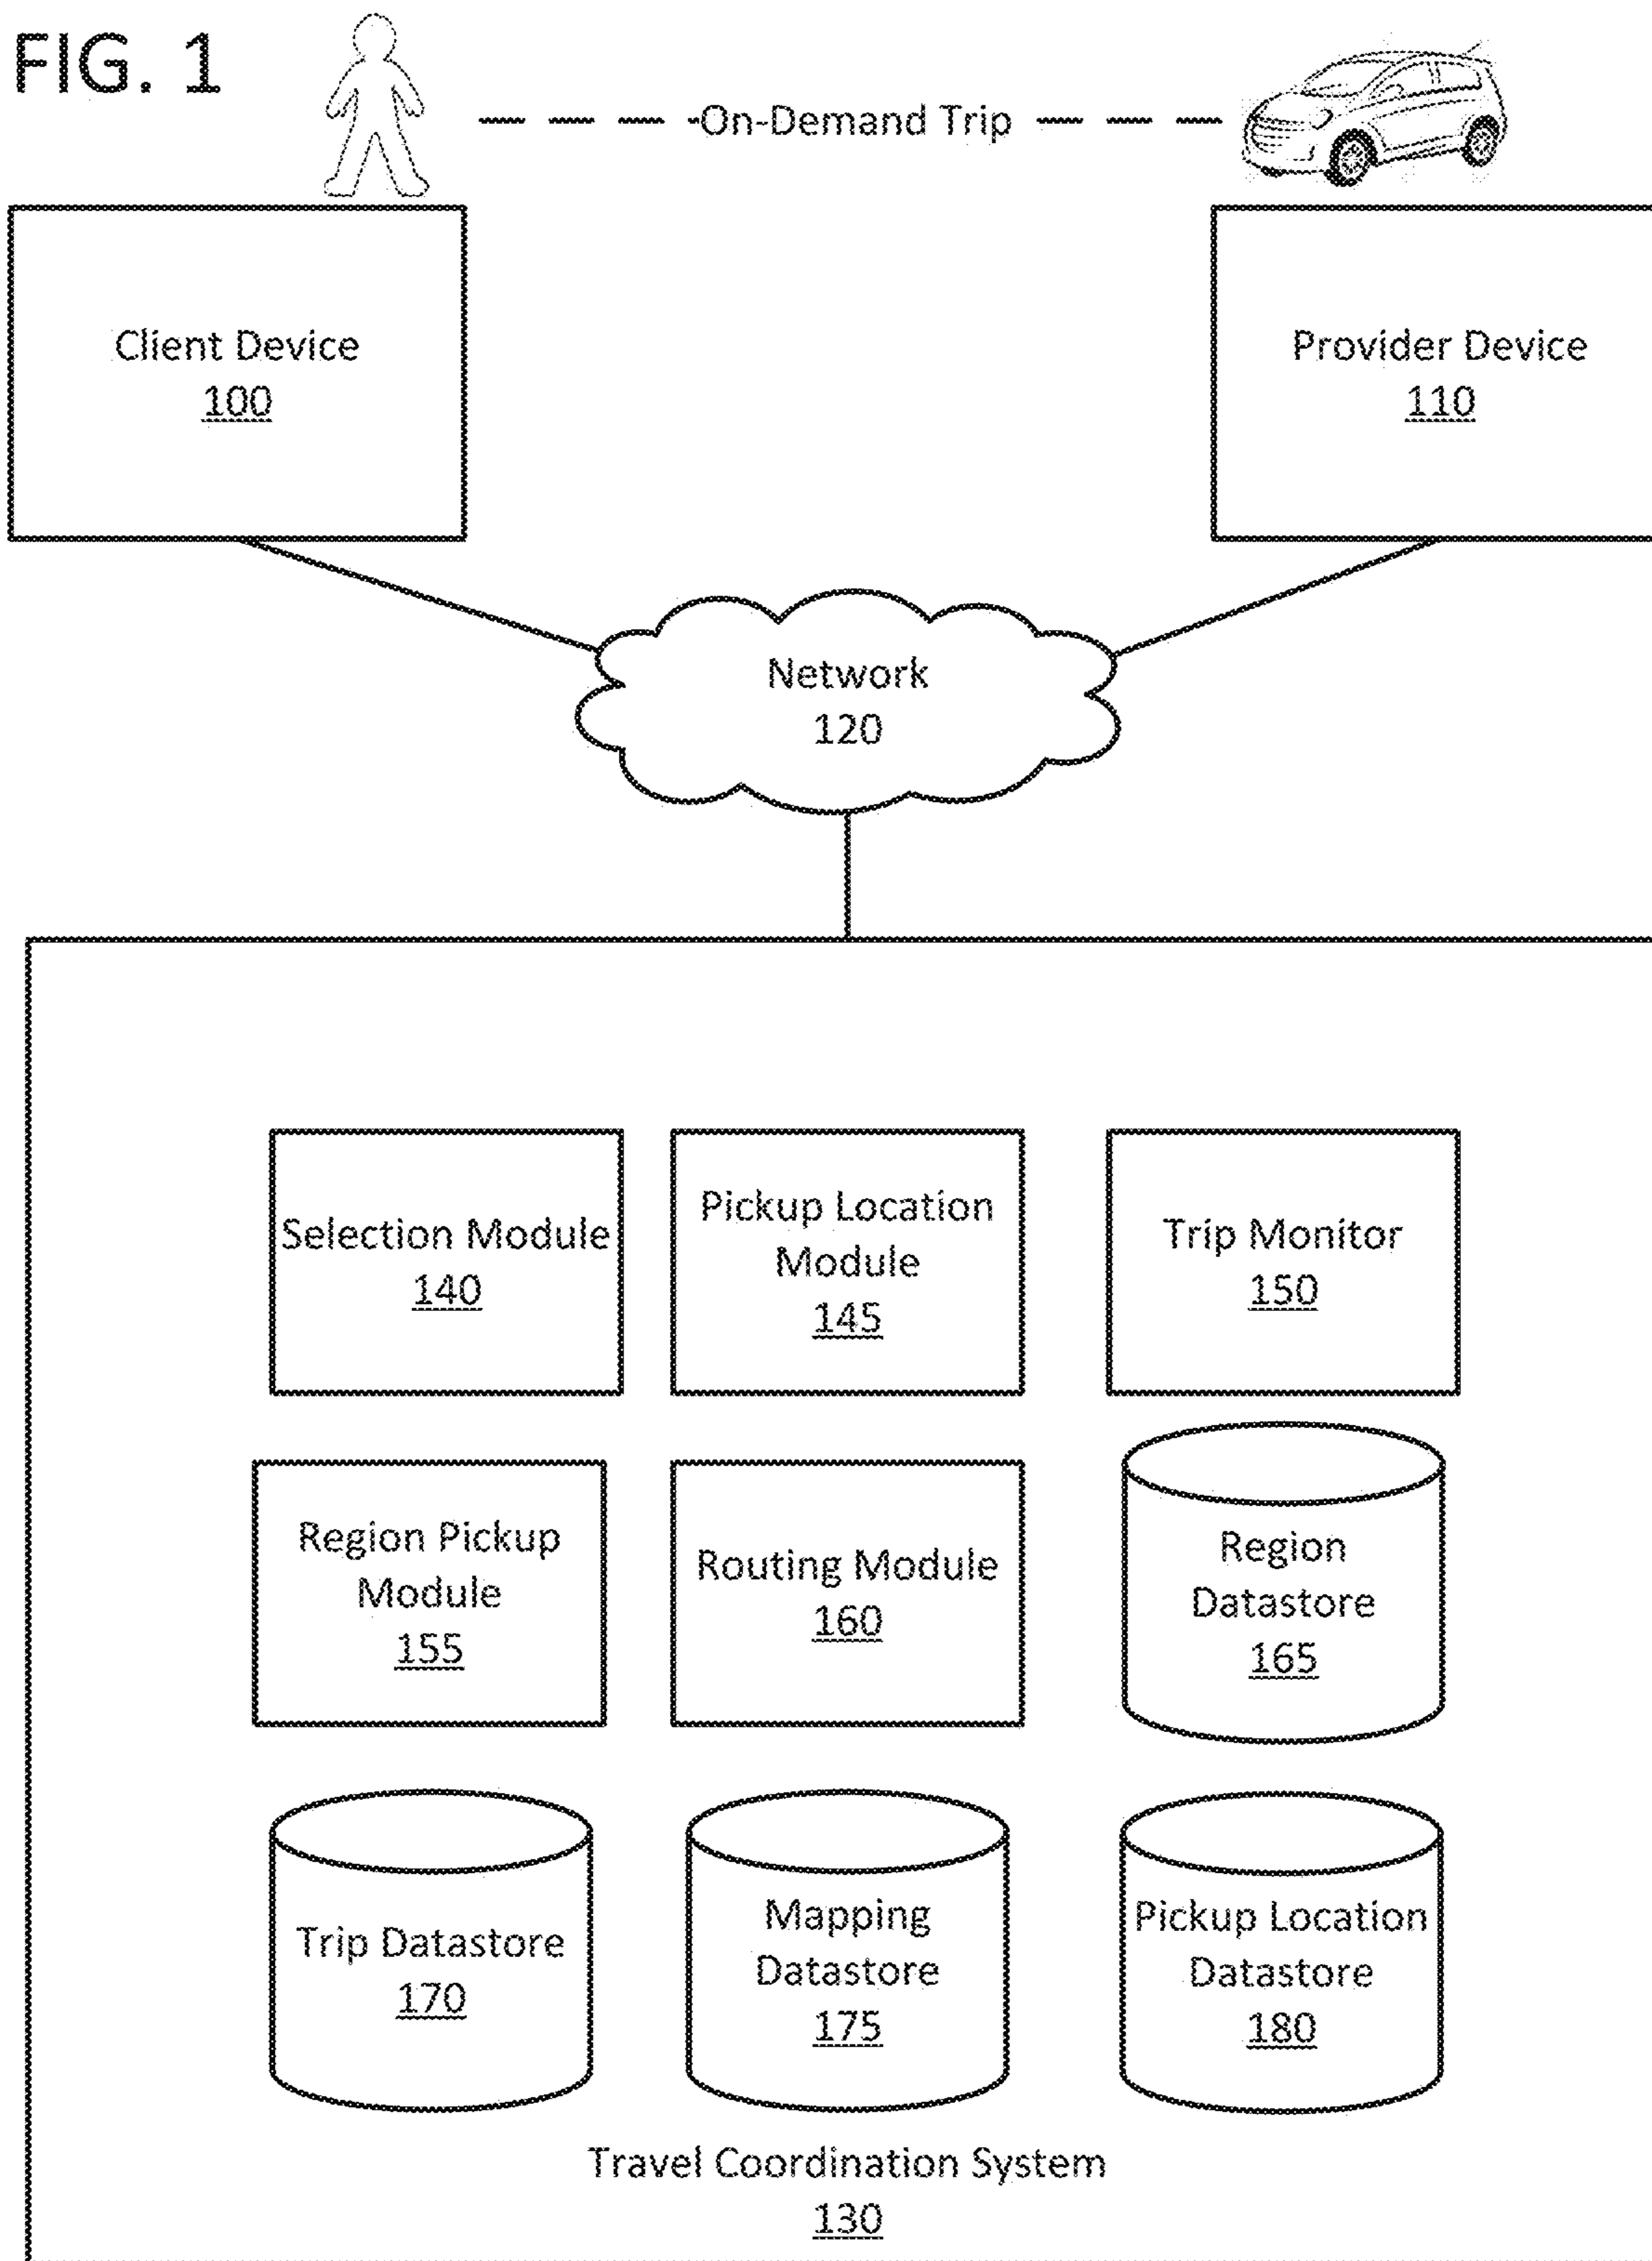 FIG. 1
On-Demand Trip
Client Device
100
Provider Device
110
Network
120
Selection Module
140
Pickup Location
Module
145
Trip Monitor
150
Region Pickup
Module
155
Routing Module
160
Region
Datastore
165
Trip Datastore
170
Mapping
Datastore
175
Pickup Location
Datastore
180
Travel Coordination System
130